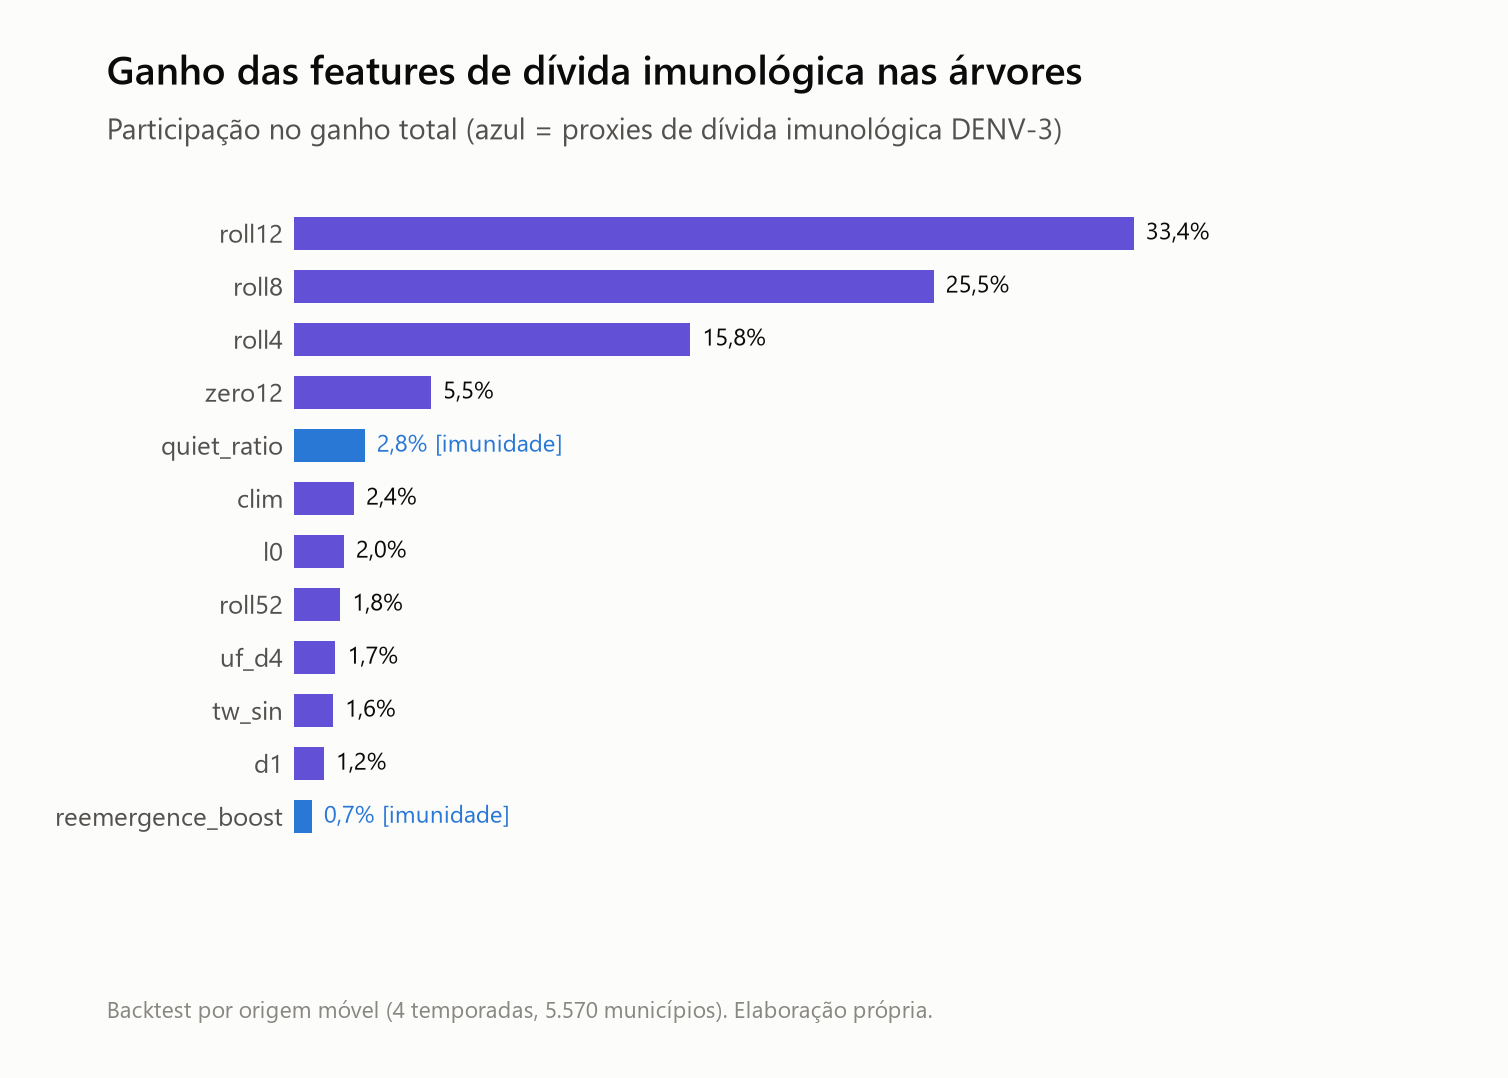 Ganho das features de dívida imunológica nas árvores
Participação no ganho total (azul = proxies de dívida imunológica DENV-3)
roll12 33,4%
roll8 25,5%
roll4 15,8%
zero12 5,5%
quiet_ratio 2,8% [imunidade]
clim 2,4%
l0 2,0%
roll52 1,8%
uf_d4 1,7%
tw_sin 1,6%
d1 1,2%
reemergence_boost 0,7% [imunidade]
Backtest por origem móvel (4 temporadas, 5.570 municípios). Elaboração própria.